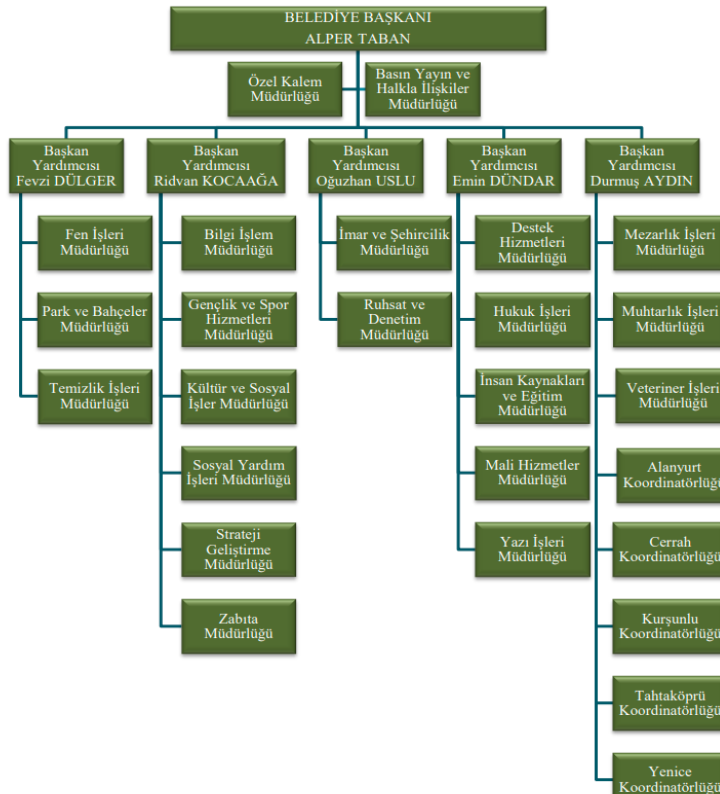 BELEDİYE BAŞKANI
ALPER TABAN
Özel Kalem
Müdürlüğü
Basın Yayın ve
Halkla İlişkiler
Müdürlüğü
Başkan
Yardımcısı
Fevzi DÜLGER
Başkan
Yardımcısı
Ridvan KOCAAĞA
Başkan
Yardımcısı
Oğuzhan USLU
Başkan
Yardımcısı
Emin DÜNDAR
Başkan
Yardımcısı
Durmuş AYDIN
Fen İşleri
Müdürlüğü
Park ve Bahçeler
Müdürlüğü
Temizlik İşleri
Müdürlüğü
Bilgi İşlem
Müdürlüğü
Gençlik ve Spor
Hizmetleri
Müdürlüğü
Kültür ve Sosyal
İşler Müdürlüğü
Sosyal Yardım
İşleri Müdürlüğü
Strateji
Geliştirme
Müdürlüğü
Zabıta
Müdürlüğü
İmar ve Şehircilik
Müdürlüğü
Ruhsat ve
Denetim
Müdürlüğü
Destek
Hizmetleri
Müdürlüğü
Hukuk İşleri
Müdürlüğü
İnsan Kaynakları
ve Eğitim
Müdürlüğü
Mali Hizmetler
Müdürlüğü
Yazı İşleri
Müdürlüğü
Mezarlık İşleri
Müdürlüğü
Muhtarlık İşleri
Müdürlüğü
Veteriner İşleri
Müdürlüğü
Alanyurt
Koordinatörlüğü
Cerrah
Koordinatörlüğü
Kurşunlu
Koordinatörlüğü
Tahtaköprü
Koordinatörlüğü
Yenice
Koordinatörlüğü